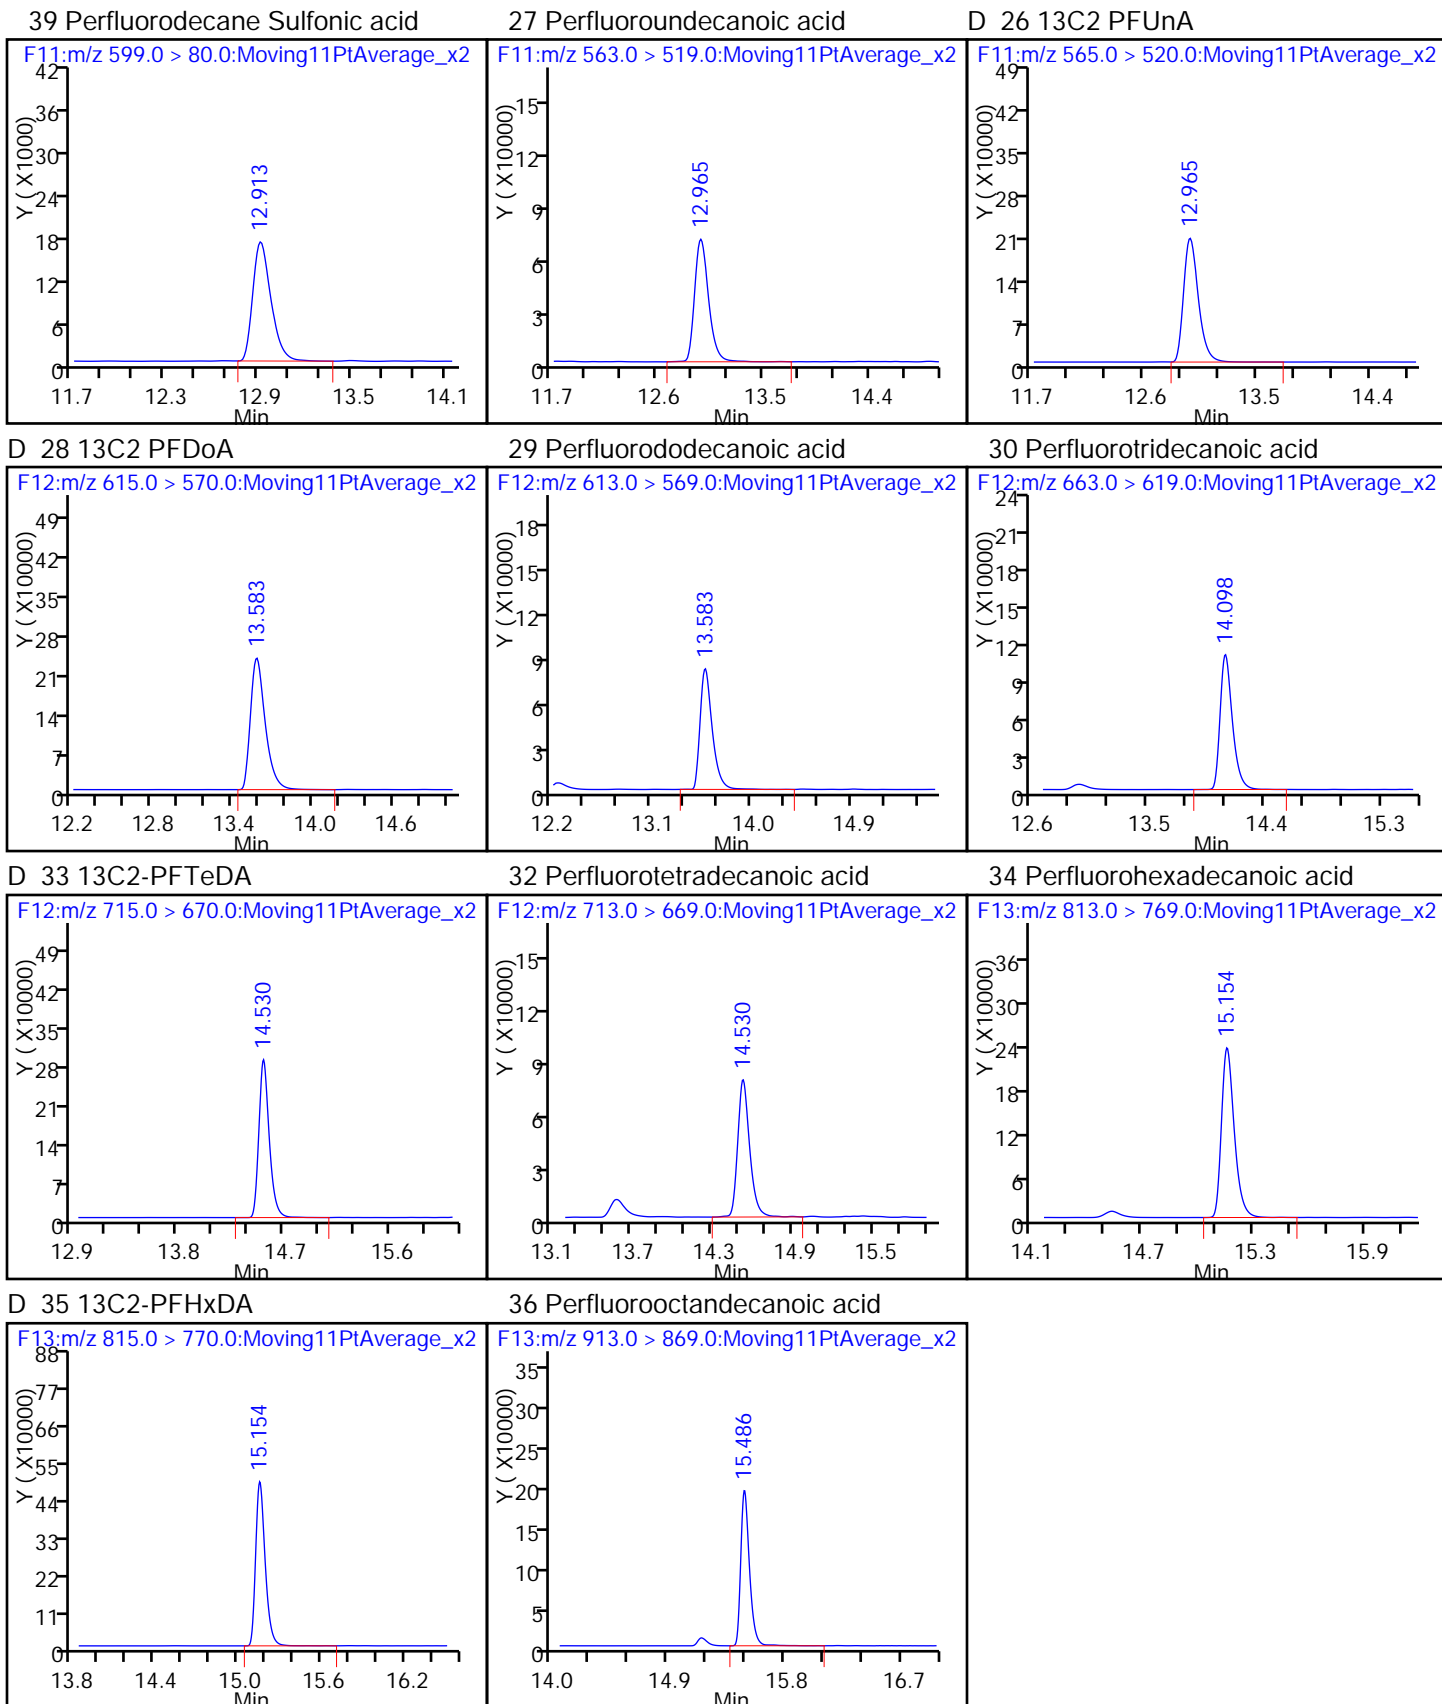 39 Perfluorodecane Sulfonic acid
F11:m/z 599.0 > 80.0:Moving11PtAverage_x2
Y ( X10000)
42
36
30
24
18
12
6
0
12.913
11.7 12.3 12.9 13.5 14.1
Min
27 Perfluoroundecanoic acid
F11:m/z 563.0 > 519.0:Moving11PtAverage_x2
Y ( X10000)
15
12
9
6
3
0
12.965
11.7 12.6 13.5 14.4
Min
D 26 13C2 PFUnA
F11:m/z 565.0 > 520.0:Moving11PtAverage_x2
Y ( X10000)
49
42
35
28
21
14
7
0
12.965
11.7 12.6 13.5 14.4
Min
D 28 13C2 PFDoA
F12:m/z 615.0 > 570.0:Moving11PtAverage_x2
Y ( X10000)
49
42
35
28
21
14
7
0
13.583
12.2 12.8 13.4 14.0 14.6
Min
29 Perfluorododecanoic acid
F12:m/z 613.0 > 569.0:Moving11PtAverage_x2
Y ( X10000)
18
15
12
9
6
3
0
13.583
12.2 13.1 14.0 14.9
Min
30 Perfluorotridecanoic acid
F12:m/z 663.0 > 619.0:Moving11PtAverage_x2
Y ( X10000)
24
21
18
15
12
9
6
3
0
14.098
12.6 13.5 14.4 15.3
Min
D 33 13C2-PFTeDA
F12:m/z 715.0 > 670.0:Moving11PtAverage_x2
Y ( X10000)
49
42
35
28
21
14
7
0
14.530
12.9 13.8 14.7 15.6
Min
32 Perfluorotetradecanoic acid
F12:m/z 713.0 > 669.0:Moving11PtAverage_x2
Y ( X10000)
15
12
9
6
3
0
14.530
13.1 13.7 14.3 14.9 15.5
Min
34 Perfluorohexadecanoic acid
F13:m/z 813.0 > 769.0:Moving11PtAverage_x2
Y ( X10000)
36
30
24
18
12
6
0
15.154
14.1 14.7 15.3 15.9
Min
D 35 13C2-PFHxDA
F13:m/z 815.0 > 770.0:Moving11PtAverage_x2
Y ( X10000)
88
77
66
55
44
33
22
11
0
15.154
13.8 14.4 15.0 15.6 16.2
Min
36 Perfluorooctandecanoic acid
F13:m/z 913.0 > 869.0:Moving11PtAverage_x2
Y ( X10000)
35
30
25
20
15
10
5
0
15.486
14.0 14.9 15.8 16.7
Min